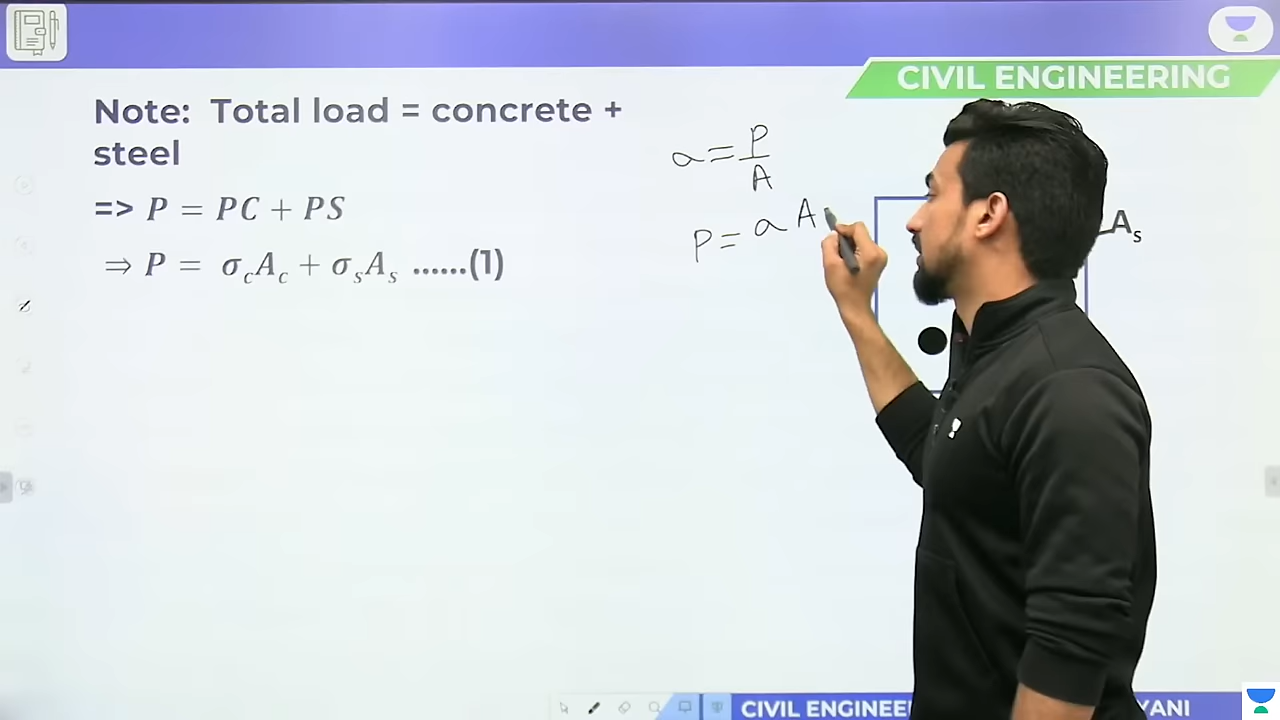 CIVIL ENGINEERING
Note: Total load = concrete +
steel
=> P = PC + PS
⇒ P = σcAc + σsAs ......(1)
a = P/A
P = a A
As
CIVIL ENGINEE
YANI